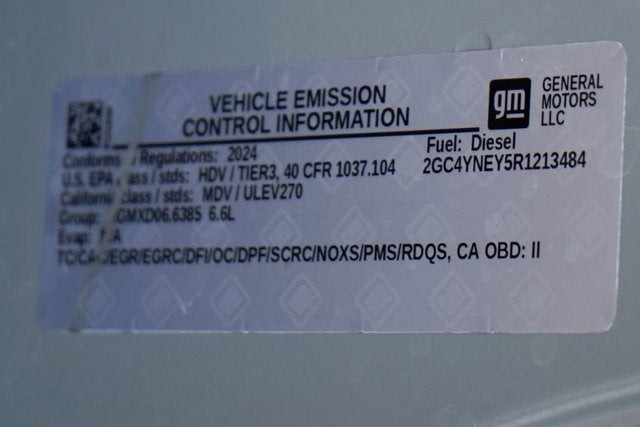 VEHICLE EMISSION
CONTROL INFORMATION
gm GENERAL MOTORS LLC
Conforms Regulations: 2024
Fuel: Diesel
U.S. EPA class / stds: HDV / TIER3, 40 CFR 1037.104
2GC4YNEY5R1213484
California class / stds: MDV / ULEV270
Group: GMXD06.6385 6.6L
Evap: N/A
EGR/EGRC/DFI/OC/DPF/SCRC/NOXS/PMS/RDQS, CA OBD: II